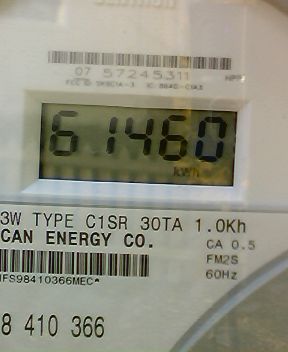 07 57245311
61460
kWh
3W TYPE C1SR 30TA 1.0Kh
CAN ENERGY CO.
CA 0.5
FM2S
60Hz
IFS98410366MEC*
8 410 366